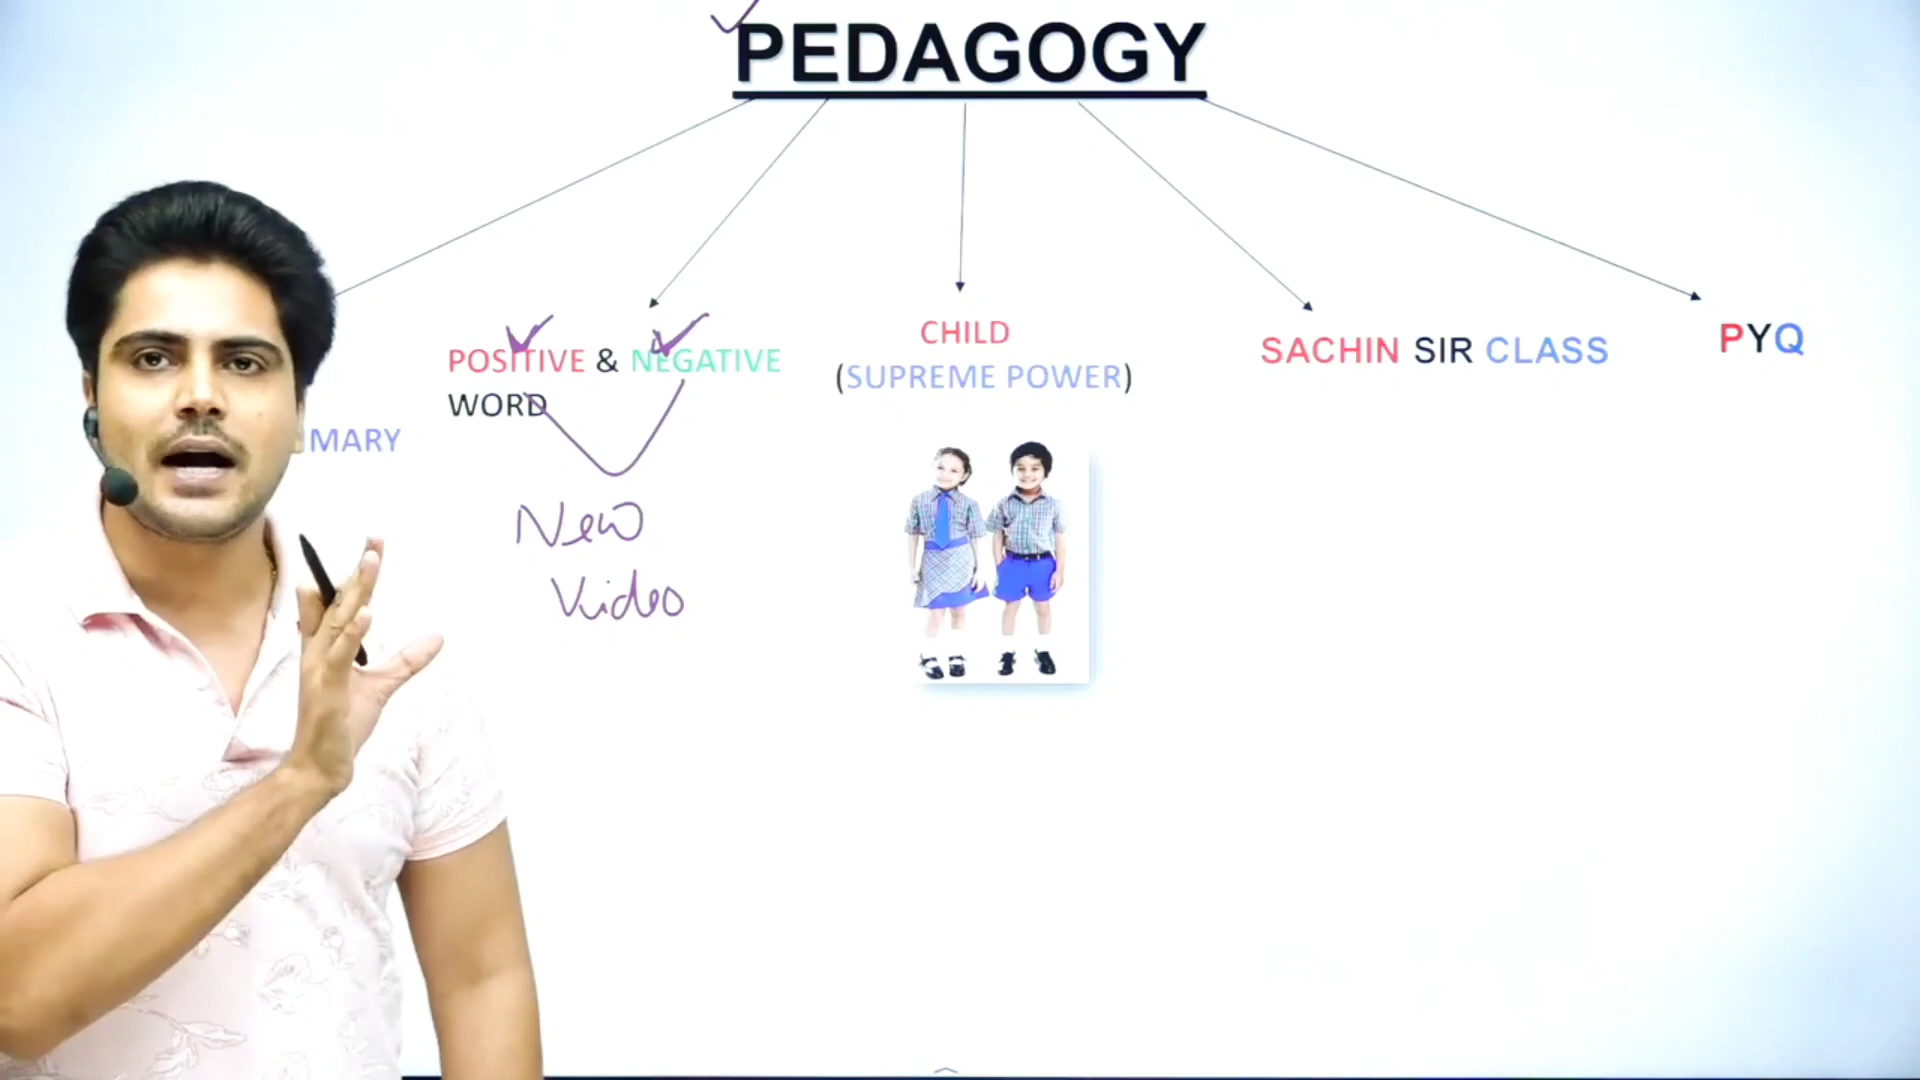 PEDAGOGY
POSITIVE & NEGATIVE
WORD
MARY
New
Video
CHILD
(SUPREME POWER)
SACHIN SIR CLASS
PYQ